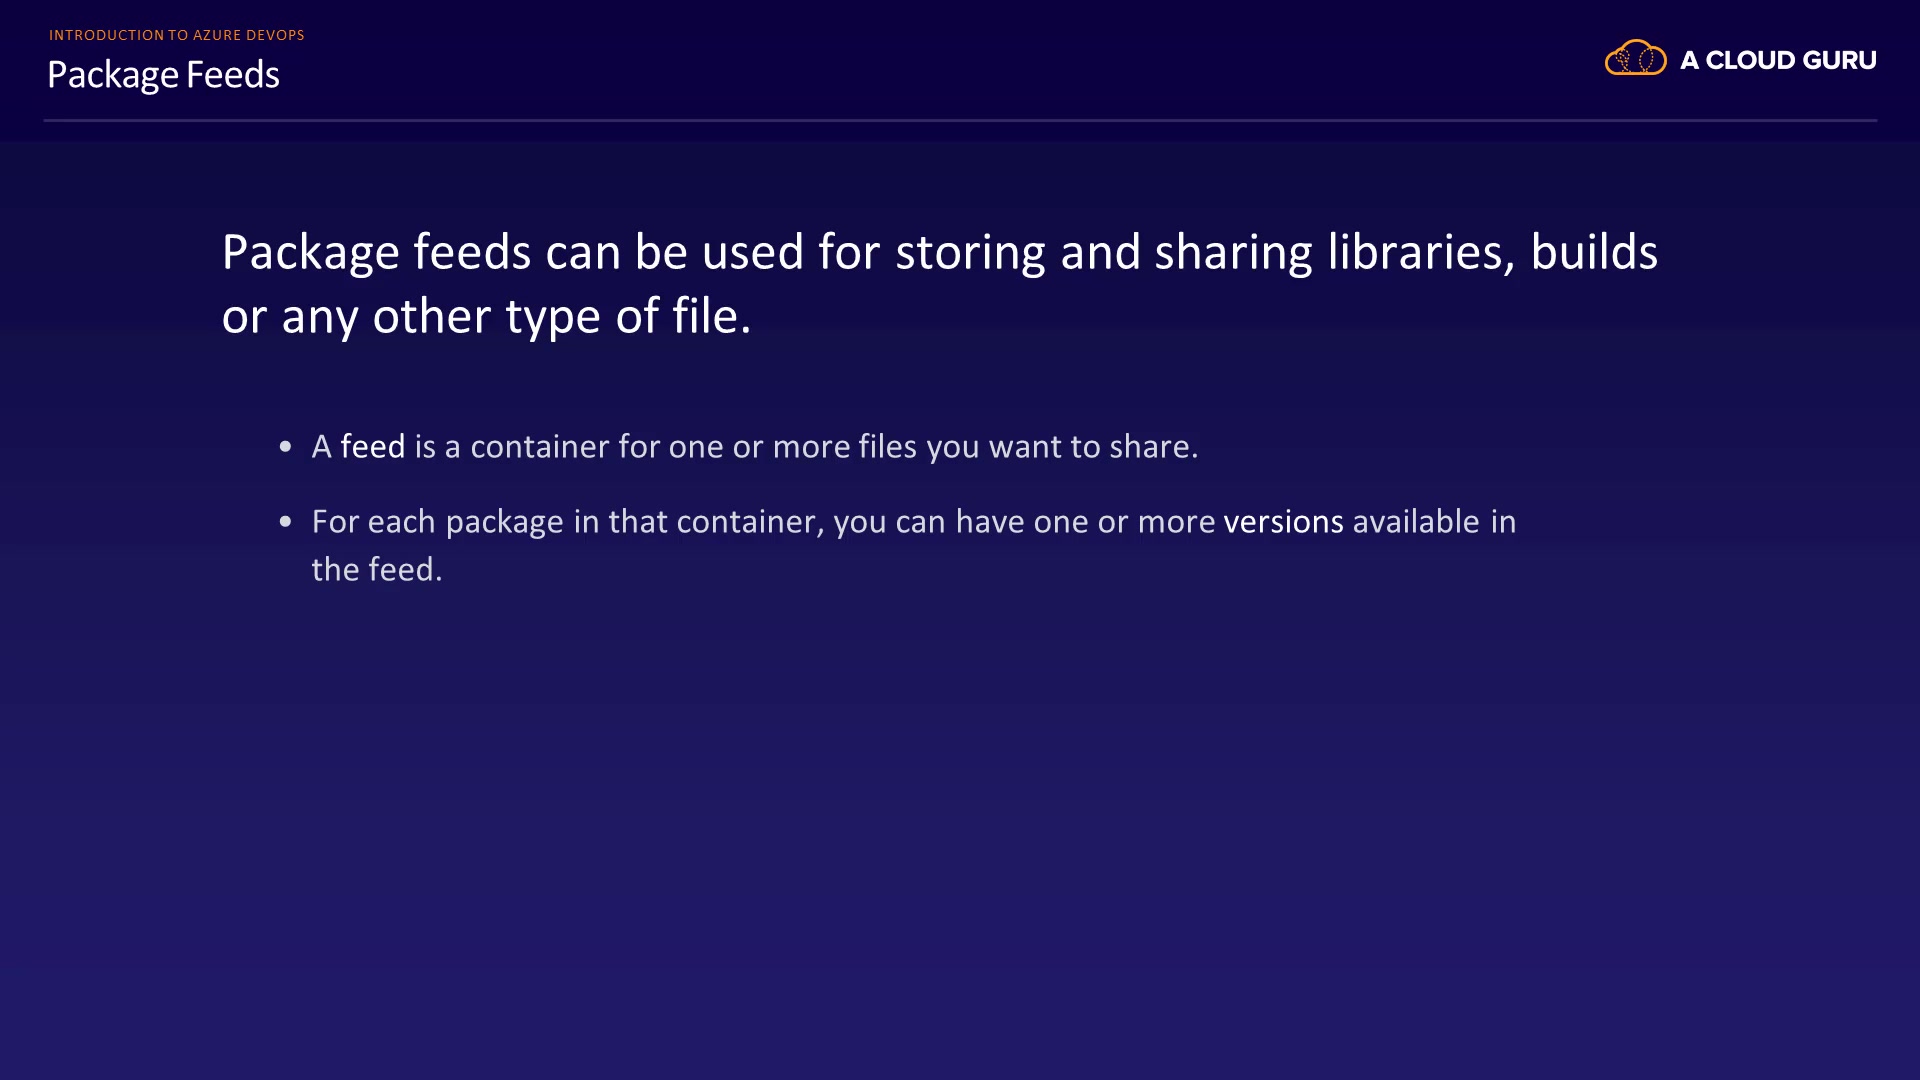 INTRODUCTION TO AZURE DEVOPS
Package Feeds
A CLOUD GURU
Package feeds can be used for storing and sharing libraries, builds
or any other type of file.
• A feed is a container for one or more files you want to share.
• For each package in that container, you can have one or more versions available in
the feed.